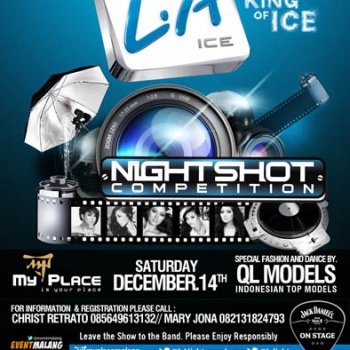 KING
OF ICE
L.A
ICE
NIGHTSHOT
COMPETITION
my PLACE
is your place
SATURDAY
DECEMBER.14TH
SPECIAL FASHION AND DANCE BY.
QL MODELS
INDONESIAN TOP MODELS
FOR INFORMATION & REGISTRATION PLEASE CALL :
CHRIST RETRATO 085649613132// MARY JONA 082131824793
JACK DANIEL'S
ON STAGE
EVENTMALANG
Leave the Show to the Band. Please Enjoy Responsibly